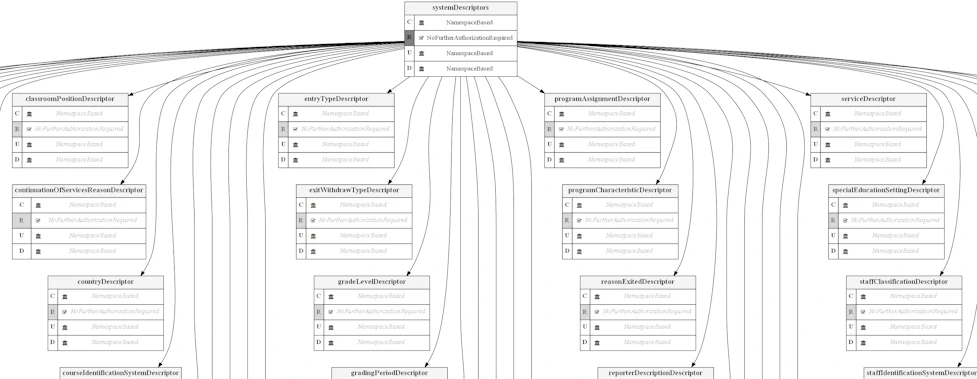 systemDescriptors
C NamespaceBased
R NoFurtherAuthorizationRequired
U NamespaceBased
D NamespaceBased
classroomPositionDescriptor
C NamespaceBased
R NoFurtherAuthorizationRequired
U NamespaceBased
D NamespaceBased
entryTypeDescriptor
C NamespaceBased
R NoFurtherAuthorizationRequired
U NamespaceBased
D NamespaceBased
programAssignmentDescriptor
C NamespaceBased
R NoFurtherAuthorizationRequired
U NamespaceBased
D NamespaceBased
serviceDescriptor
C NamespaceBased
R NoFurtherAuthorizationRequired
U NamespaceBased
D NamespaceBased
continuationOfServicesReasonDescriptor
C NamespaceBased
R NoFurtherAuthorizationRequired
U NamespaceBased
D NamespaceBased
exitWithdrawTypeDescriptor
C NamespaceBased
R NoFurtherAuthorizationRequired
U NamespaceBased
D NamespaceBased
programCharacteristicDescriptor
C NamespaceBased
R NoFurtherAuthorizationRequired
U NamespaceBased
D NamespaceBased
specialEducationSettingDescriptor
C NamespaceBased
R NoFurtherAuthorizationRequired
U NamespaceBased
D NamespaceBased
countryDescriptor
C NamespaceBased
R NoFurtherAuthorizationRequired
U NamespaceBased
D NamespaceBased
gradeLevelDescriptor
C NamespaceBased
R NoFurtherAuthorizationRequired
U NamespaceBased
D NamespaceBased
reasonExitedDescriptor
C NamespaceBased
R NoFurtherAuthorizationRequired
U NamespaceBased
D NamespaceBased
staffClassificationDescriptor
C NamespaceBased
R NoFurtherAuthorizationRequired
U NamespaceBased
D NamespaceBased
courseIdentificationSystemDescriptor
gradingPeriodDescriptor
reporterDescriptionDescriptor
staffIdentificationSystemDescriptor